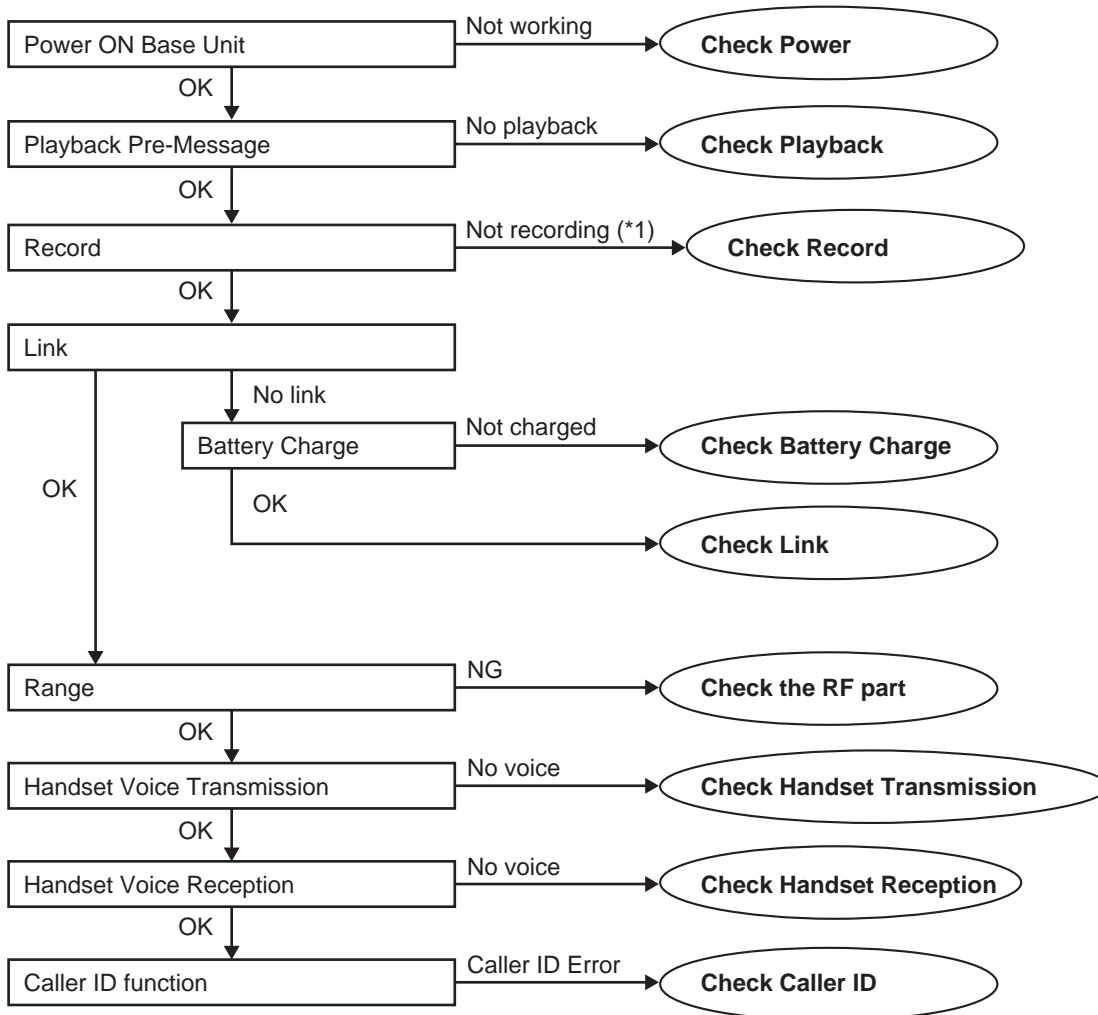 Power ON Base Unit
Not working
Check Power
OK
Playback Pre-Message
No playback
Check Playback
OK
Record
Not recording (*1)
Check Record
OK
Link
No link
Battery Charge
Not charged
Check Battery Charge
OK
OK
Check Link
Range
NG
Check the RF part
OK
Handset Voice Transmission
No voice
Check Handset Transmission
OK
Handset Voice Reception
No voice
Check Handset Reception
OK
Caller ID function
Caller ID Error
Check Caller ID